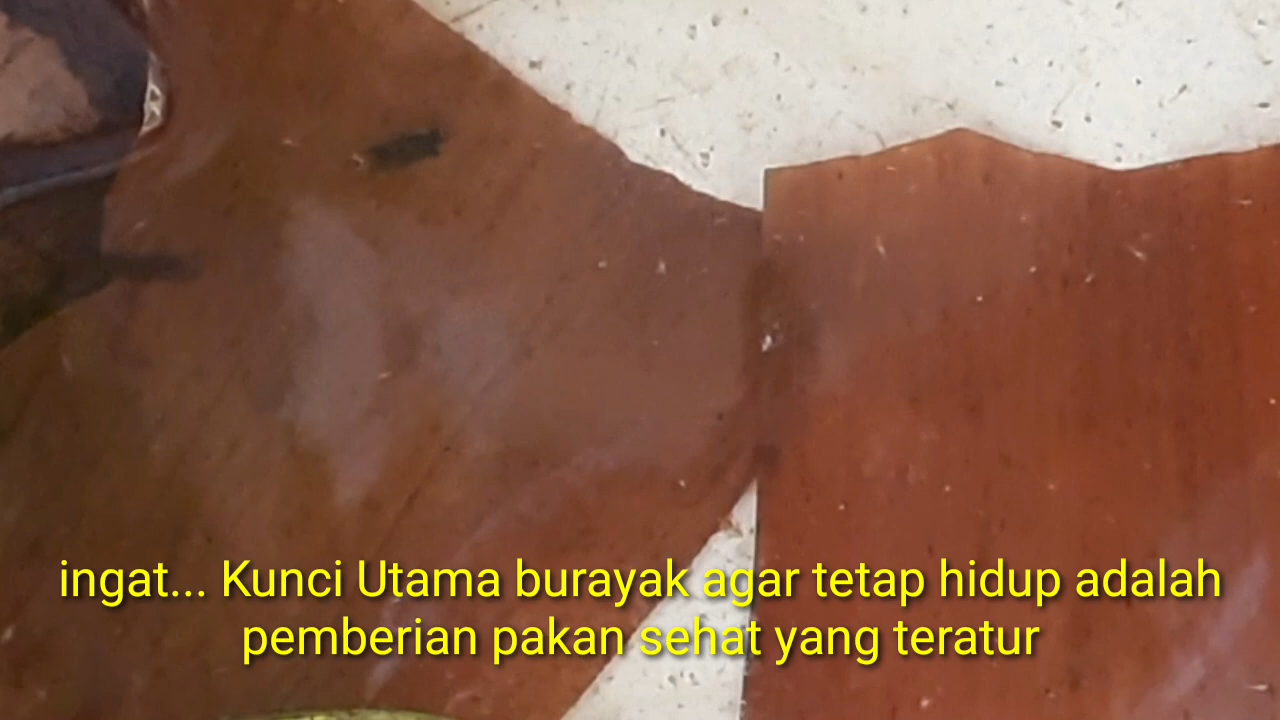 ingat... Kunci Utama burayak agar tetap hidup adalah
pemberian pakan sehat yang teratur